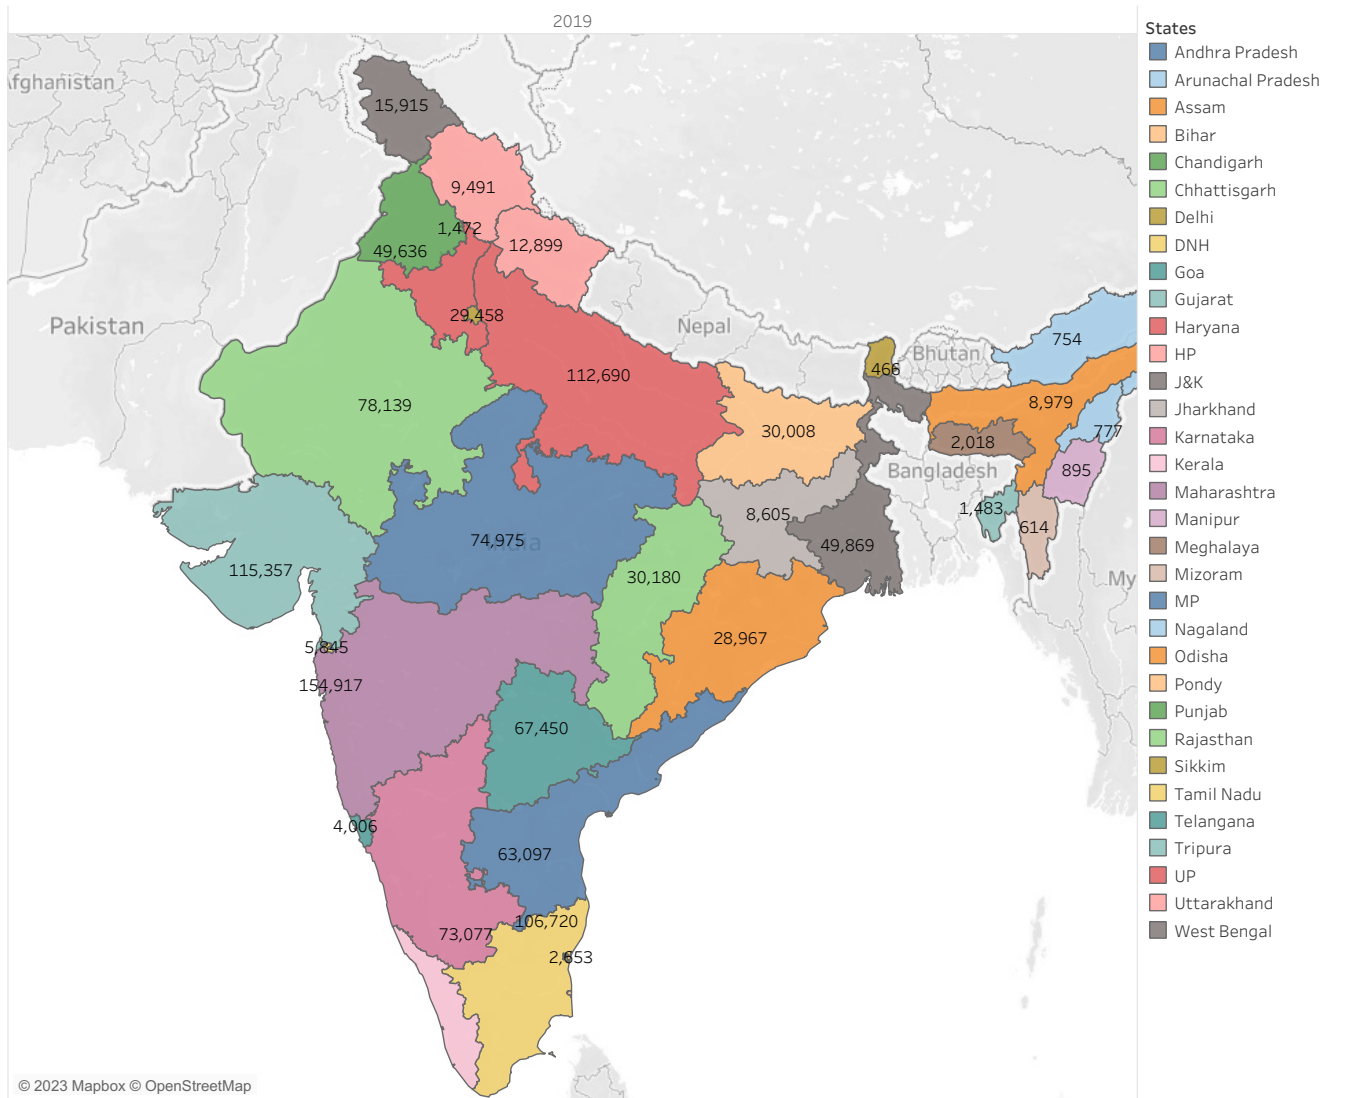 2019
States
Andhra Pradesh
Arunachal Pradesh
Assam
Bihar
Chandigarh
Chhattisgarh
Delhi
DNH
Goa
Gujarat
Haryana
HP
J&K
Jharkhand
Karnataka
Kerala
Maharashtra
Manipur
Meghalaya
Mizoram
MP
Nagaland
Odisha
Pondy
Punjab
Rajasthan
Sikkim
Tamil Nadu
Telangana
Tripura
UP
Uttarakhand
West Bengal
Afghanistan
15,915
9,491
1,472
49,636
12,899
29,458
Pakistan
Nepal
Bhutan
754
466
112,690
78,139
8,979
30,008
777
2,018
Bangladesh
895
8,605
1,483
614
74,975
India
49,869
115,357
30,180
My
28,967
5,845
154,917
67,450
4,006
63,097
106,720
73,077
2,653
© 2023 Mapbox © OpenStreetMap